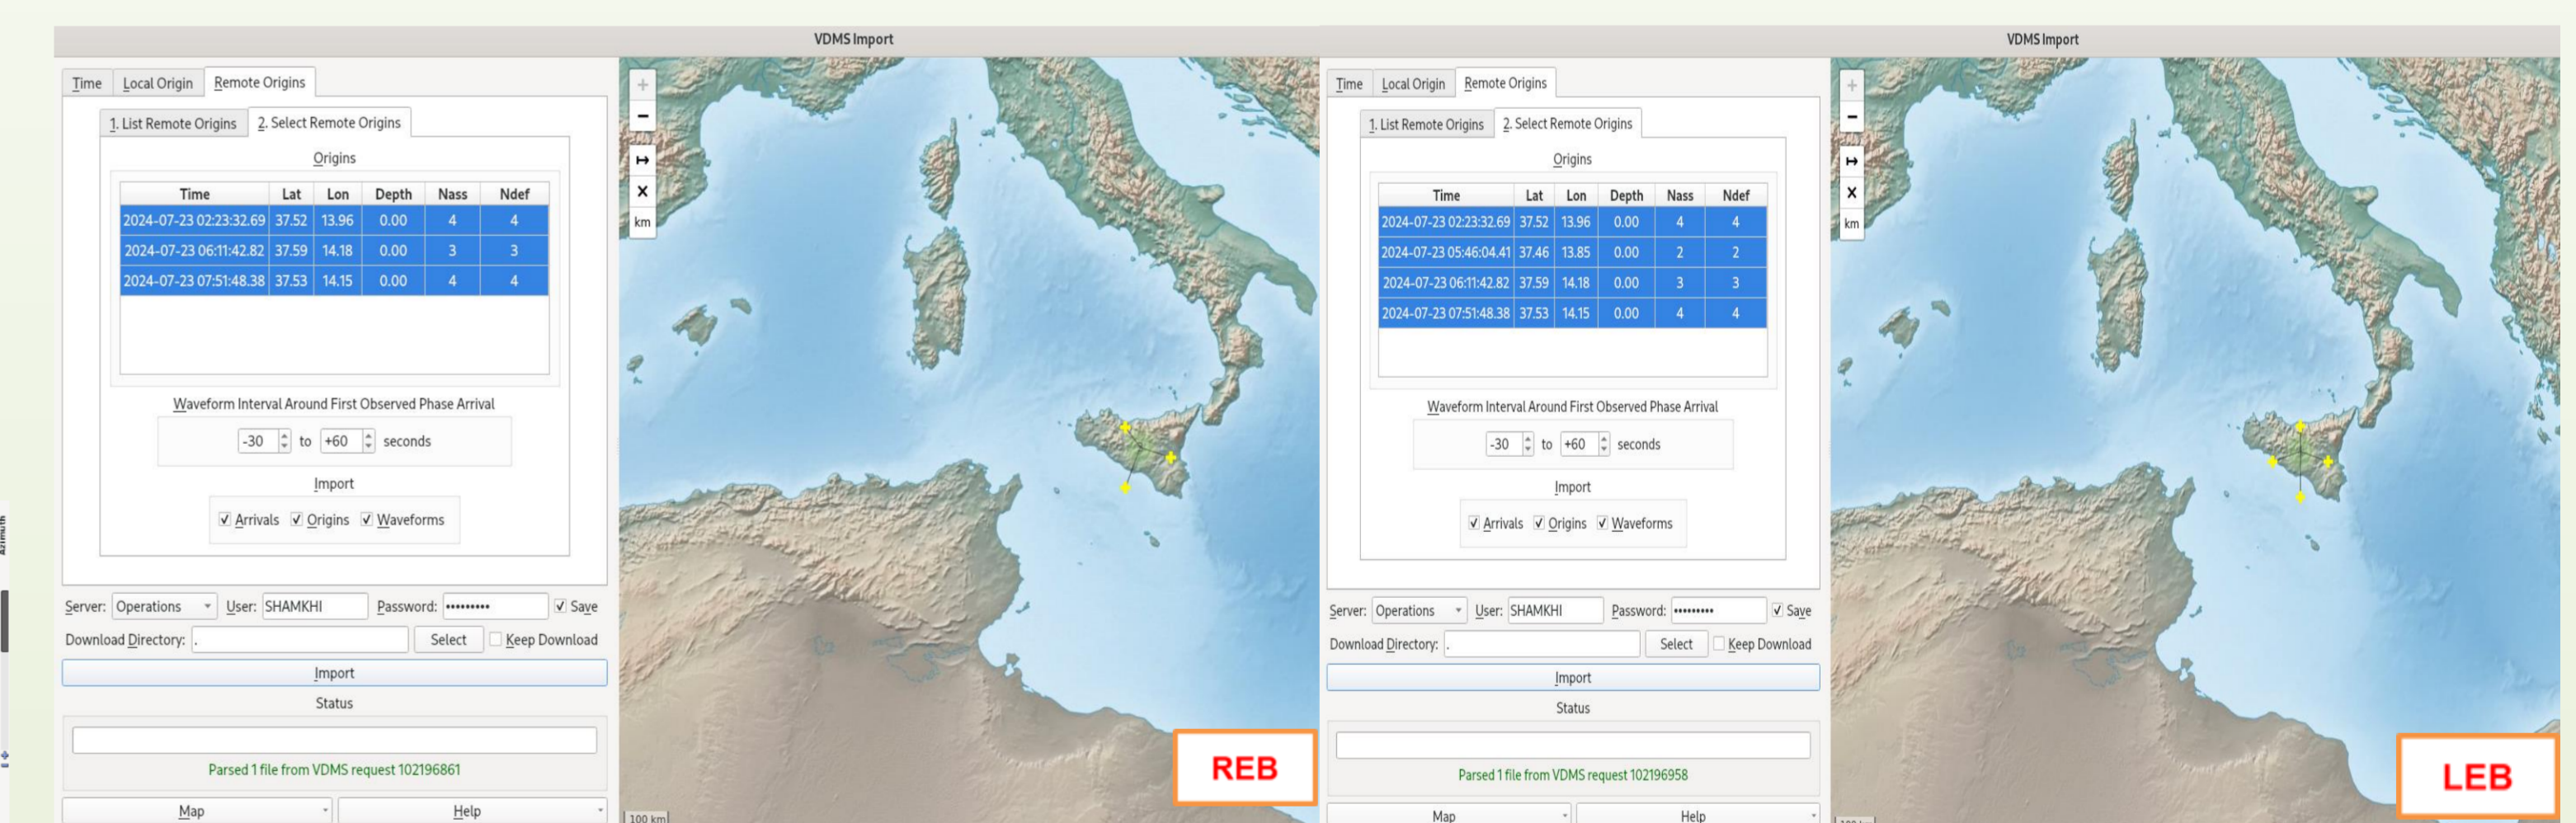 Azimuth
VDMS Import
Time Local Origin Remote Origins
1. List Remote Origins 2. Select Remote Origins
Origins
Time Lat Lon Depth Nass Ndef
2024-07-23 02:23:32.69 37.52 13.96 0.00 4 4
2024-07-23 06:11:42.82 37.59 14.18 0.00 3 3
2024-07-23 07:51:48.38 37.53 14.15 0.00 4 4
Waveform Interval Around First Observed Phase Arrival
-30 to +60 seconds
Import
Arrivals Origins Waveforms
Server: Operations User: SHAMKHI Password: ••••••••• Save
Download Directory: . Select Keep Download
Import
Status
Parsed 1 file from VDMS request 102196861
Map Help
+
−
↦
X
km
100 km
REB
VDMS Import
Time Local Origin Remote Origins
1. List Remote Origins 2. Select Remote Origins
Origins
Time Lat Lon Depth Nass Ndef
2024-07-23 02:23:32.69 37.52 13.96 0.00 4 4
2024-07-23 05:46:04.41 37.46 13.85 0.00 2 2
2024-07-23 06:11:42.82 37.59 14.18 0.00 3 3
2024-07-23 07:51:48.38 37.53 14.15 0.00 4 4
Waveform Interval Around First Observed Phase Arrival
-30 to +60 seconds
Import
Arrivals Origins Waveforms
Server: Operations User: SHAMKHI Password: ••••••••• Save
Download Directory: . Select Keep Download
Import
Status
Parsed 1 file from VDMS request 102196958
Map Help
+
−
↦
X
km
LEB